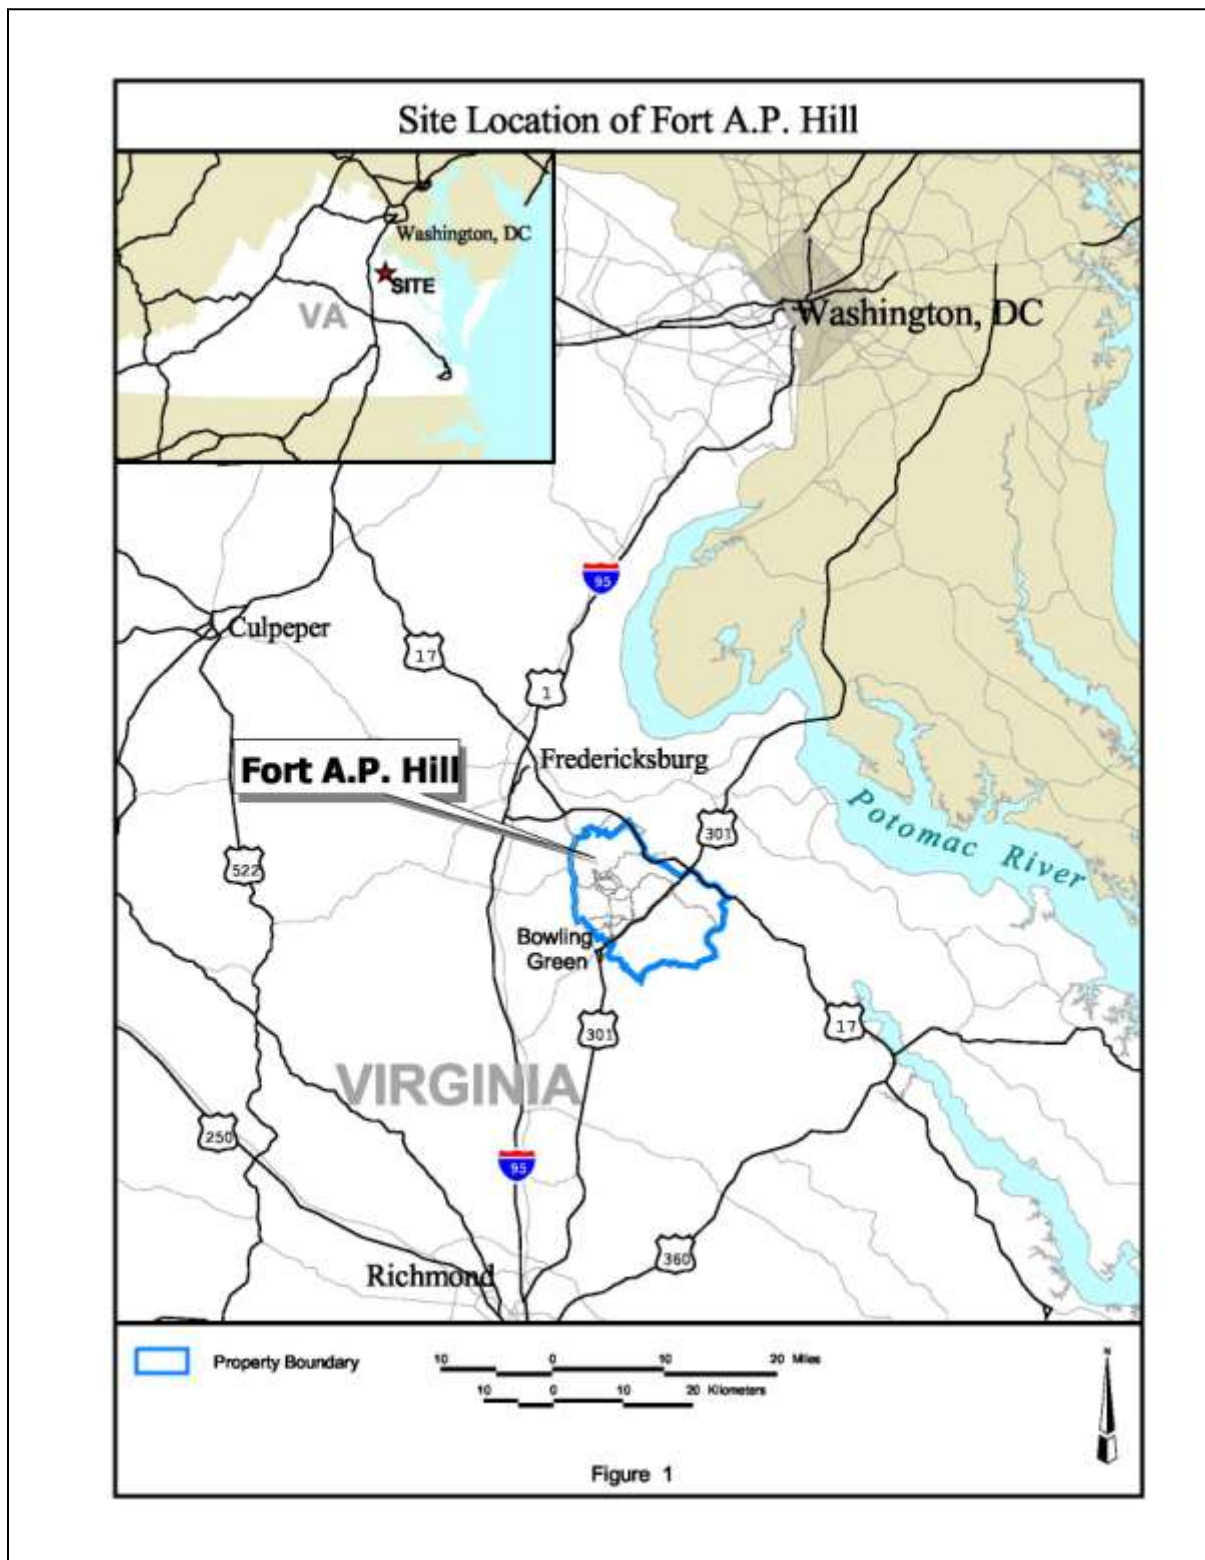 Site Location of Fort A.P. Hill
Washington, DC
SITE
VA
Washington, DC
95
Culpeper
17
1
Fort A.P. Hill
Fredericksburg
301
Potomac River
522
Bowling
Green
301
17
VIRGINIA
250
95
360
Richmond
Property Boundary
10 0 10 20 Miles
10 0 10 20 Kilometers
N
Figure 1